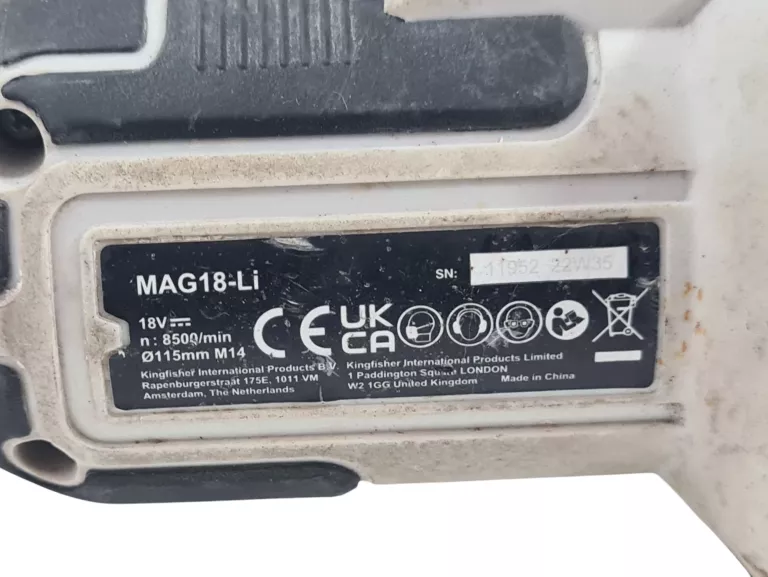 MAG18-Li
SN: 11952 22W35
18V
n : 8500/min
Ø115mm M14
CE
UK
CA
Kingfisher International Products B.V.
Rapenburgerstraat 175E, 1011 VM
Amsterdam, The Netherlands
Kingfisher International Products Limited
1 Paddington Square LONDON
W2 1GG United Kingdom
Made in China